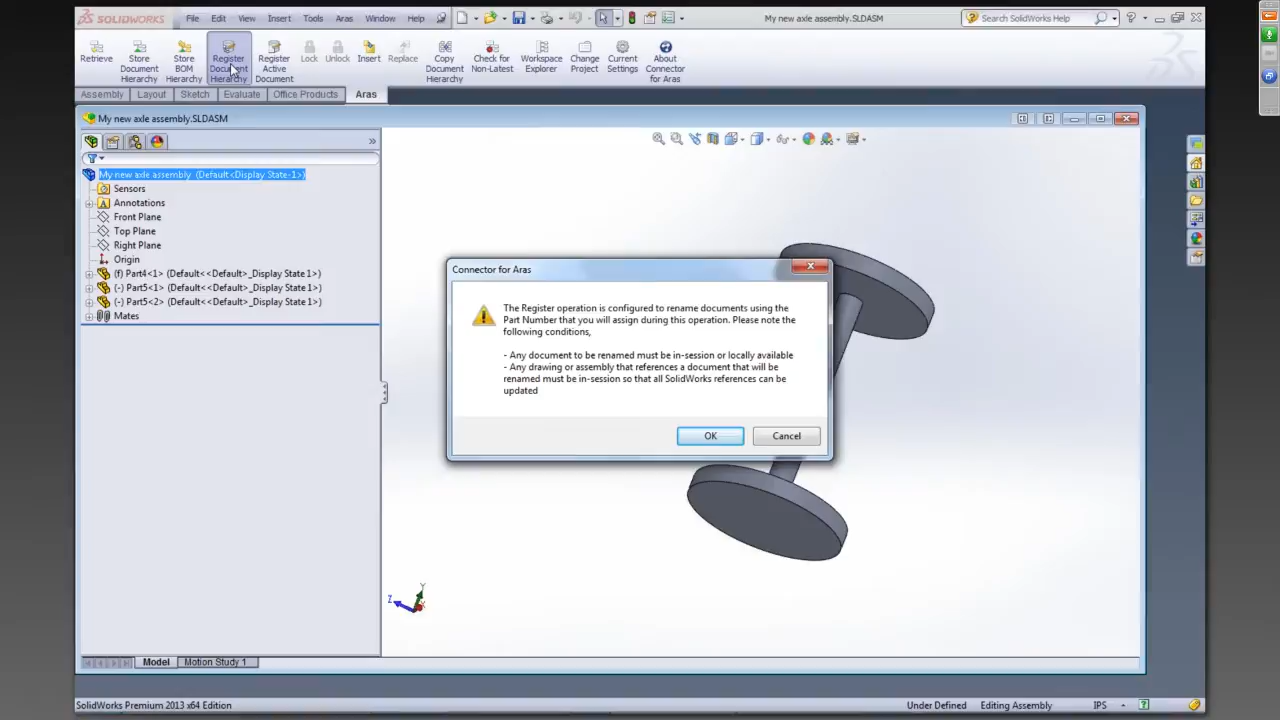 SOLIDWORKS File Edit View Insert Tools Aras Window Help My new axle assembly.SLDASM Search SolidWorks Help
Retrieve Store Document Hierarchy Store BOM Hierarchy Register Document Hierarchy Register Active Document Lock Unlock Insert Replace Copy Document Hierarchy Check for Non-Latest Workspace Explorer Change Project Current Settings About Connector for Aras
Assembly Layout Sketch Evaluate Office Products Aras
My new axle assembly.SLDASM
My new axle assembly (Default<Display State-1>)
Sensors
Annotations
Front Plane
Top Plane
Right Plane
Origin
(f) Part4<1> (Default<<Default>_Display State 1>)
(-) Part5<1> (Default<<Default>_Display State 1>)
(-) Part5<2> (Default<<Default>_Display State 1>)
Mates
Connector for Aras
The Register operation is configured to rename documents using the
Part Number that you will assign during this operation. Please note the
following conditions,
- Any document to be renamed must be in-session or locally available
- Any drawing or assembly that references a document that will be
renamed must be in-session so that all SolidWorks references can be
updated
OK Cancel
Y
Z X
Model Motion Study 1
SolidWorks Premium 2013 x64 Edition Under Defined Editing Assembly IPS